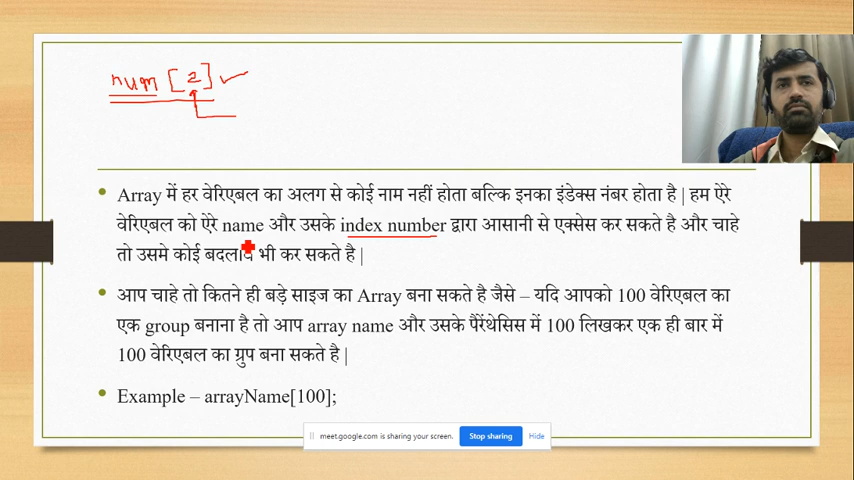 num [2]
Array में हर वेरिएबल का अलग से कोई नाम नहीं होता बल्कि इनका इंडेक्स नंबर होता है | हम ऐरे
वेरिएबल को ऐरे name और उसके index number द्वारा आसानी से एक्सेस कर सकते है और चाहे
तो उसमे कोई बदलाव भी कर सकते है |
आप चाहे तो कितने ही बड़े साइज का Array बना सकते है जैसे – यदि आपको 100 वेरिएबल का
एक group बनाना है तो आप array name और उसके पैरेंथेसिस में 100 लिखकर एक ही बार में
100 वेरिएबल का ग्रुप बना सकते है |
Example – arrayName[100];
meet.google.com is sharing your screen. Stop sharing Hide